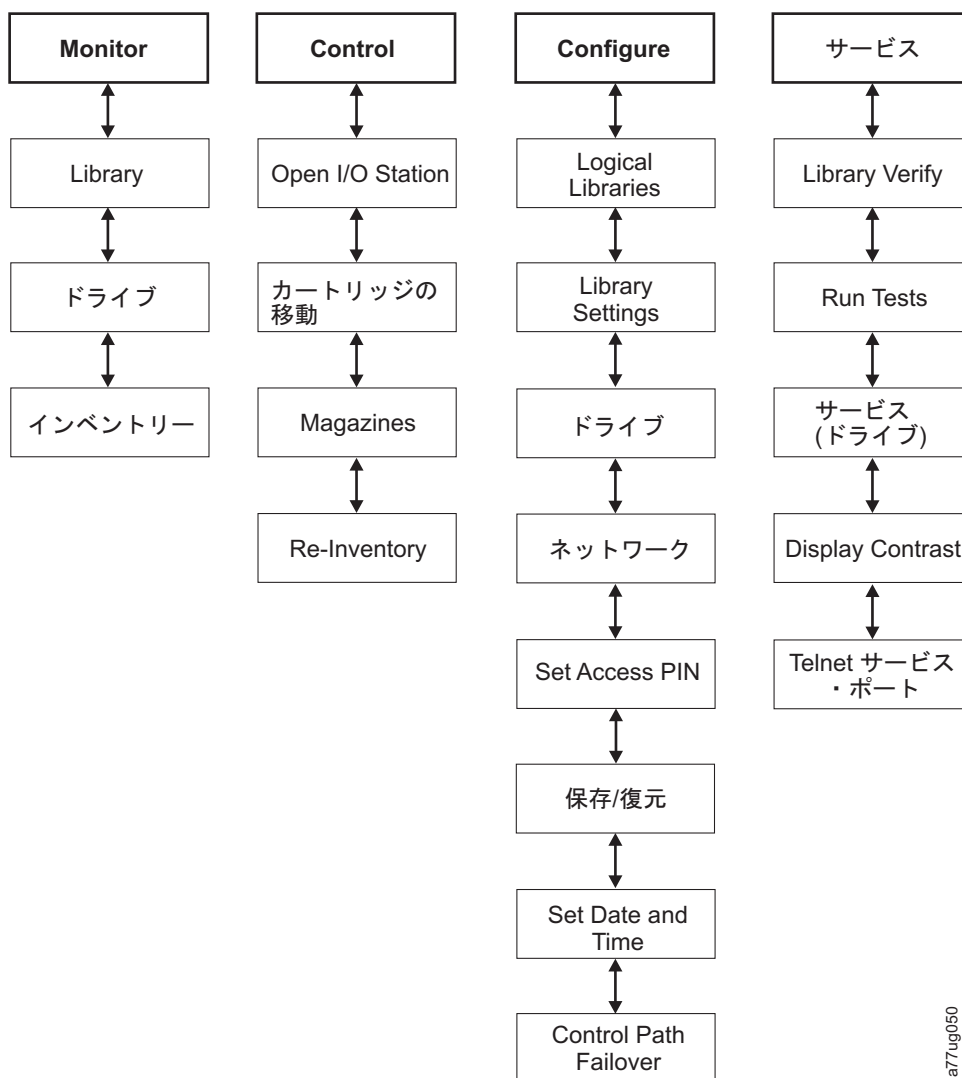 Monitor
Library
ドライブ
インベントリー
Control
Open I/O Station
カートリッジの
移動
Magazines
Re-Inventory
Configure
Logical
Libraries
Library
Settings
ドライブ
ネットワーク
Set Access PIN
保存/復元
Set Date and
Time
Control Path
Failover
サービス
Library Verify
Run Tests
サービス
(ドライブ)
Display Contrast
Telnet サービス
・ポート
a77ug050